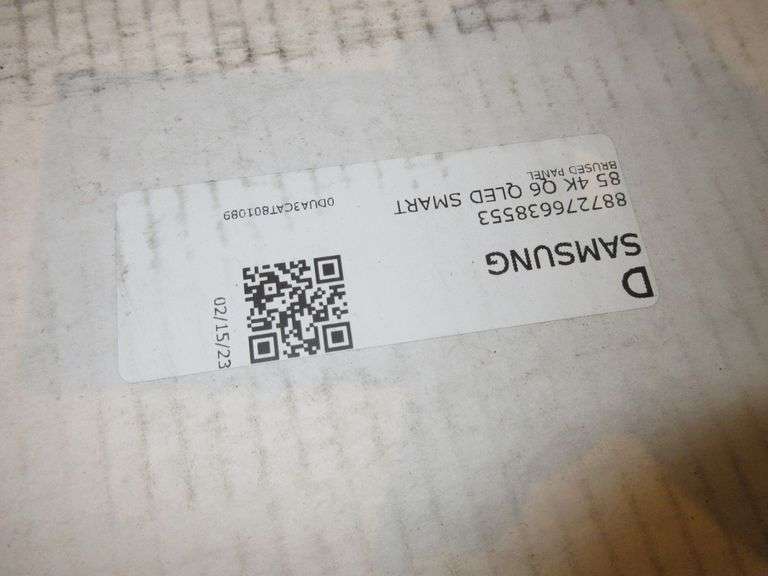 D
SAMSUNG
887276638553
85 4K Q6 QLED SMART
BRUSED PANEL
0DUA3CAT801089
02/15/23